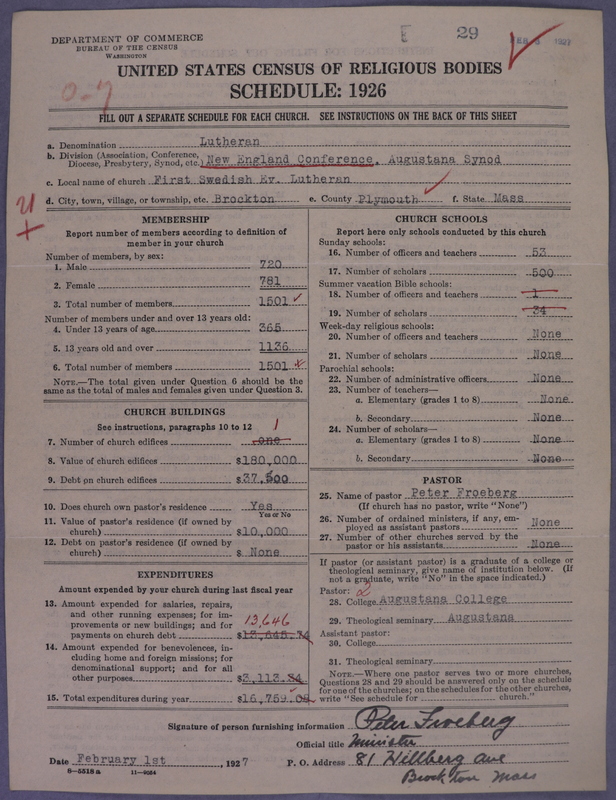 DEPARTMENT OF COMMERCE
BUREAU OF THE CENSUS
WASHINGTON
E 29
1927
UNITED STATES CENSUS OF RELIGIOUS BODIES
SCHEDULE: 1926
0-7
FILL OUT A SEPARATE SCHEDULE FOR EACH CHURCH. SEE INSTRUCTIONS ON THE BACK OF THIS SHEET
a. Denomination Lutheran
b. Division (Association, Conference, Diocese, Presbytery, Synod, etc.) New England Conference, Augustana Synod
c. Local name of church First Swedish Ev. Lutheran
d. City, town, village, or township, etc. Brockton e. County Plymouth f. State Mass
MEMBERSHIP
Report number of members according to definition of
member in your church
Number of members, by sex:
1. Male 720
2. Female 781
3. Total number of members 1501
Number of members under and over 13 years old:
4. Under 13 years of age 365
5. 13 years old and over 1136
6. Total number of members 1501
NOTE.—The total given under Question 6 should be the
same as the total of males and females given under Question 3.
CHURCH BUILDINGS
See instructions, paragraphs 10 to 12 1
7. Number of church edifices one
8. Value of church edifices $180,000
9. Debt on church edifices $37,500
10. Does church own pastor's residence Yes
Yes or No
11. Value of pastor's residence (if owned by
church) $10,000
12. Debt on pastor's residence (if owned by
church) $ None
EXPENDITURES
Amount expended by your church during last fiscal year
13. Amount expended for salaries, repairs,
and other running expenses; for im-
provements or new buildings; and for 13,646
payments on church debt $13,645.74
14. Amount expended for benevolences, in-
cluding home and foreign missions; for
denominational support; and for all
other purposes $3,113.34
15. Total expenditures during year $16,759.08
CHURCH SCHOOLS
Report here only schools conducted by this church
Sunday schools:
16. Number of officers and teachers 53
17. Number of scholars 500
Summer vacation Bible schools:
18. Number of officers and teachers 1
19. Number of scholars 34
Week-day religious schools:
20. Number of officers and teachers None
21. Number of scholars None
Parochial schools:
22. Number of administrative officers None
23. Number of teachers—
a. Elementary (grades 1 to 8) None
b. Secondary None
24. Number of scholars—
a. Elementary (grades 1 to 8) None
b. Secondary None
PASTOR
25. Name of pastor Peter Froeberg
(If church has no pastor, write "None")
26. Number of ordained ministers, if any, em-
ployed as assistant pastors None
27. Number of other churches served by the
pastor or his assistants None
If pastor (or assistant pastor) is a graduate of a college or
theological seminary, give name of institution below. (If
not a graduate, write "No" in the space indicated.)
Pastor: 2
28. College Augustana College
29. Theological seminary Augustana
Assistant pastor:
30. College
31. Theological seminary
NOTE.—Where one pastor serves two or more churches,
Questions 28 and 29 should be answered only on the schedule
for one of the churches; on the schedules for the other churches,
write "See schedule for church."
Signature of person furnishing information Peter Froeberg
Official title Minister
Date February 1st, 1927 P. O. Address 81 Hillberg ave
Brockton Mass
8-5518a 11-9054